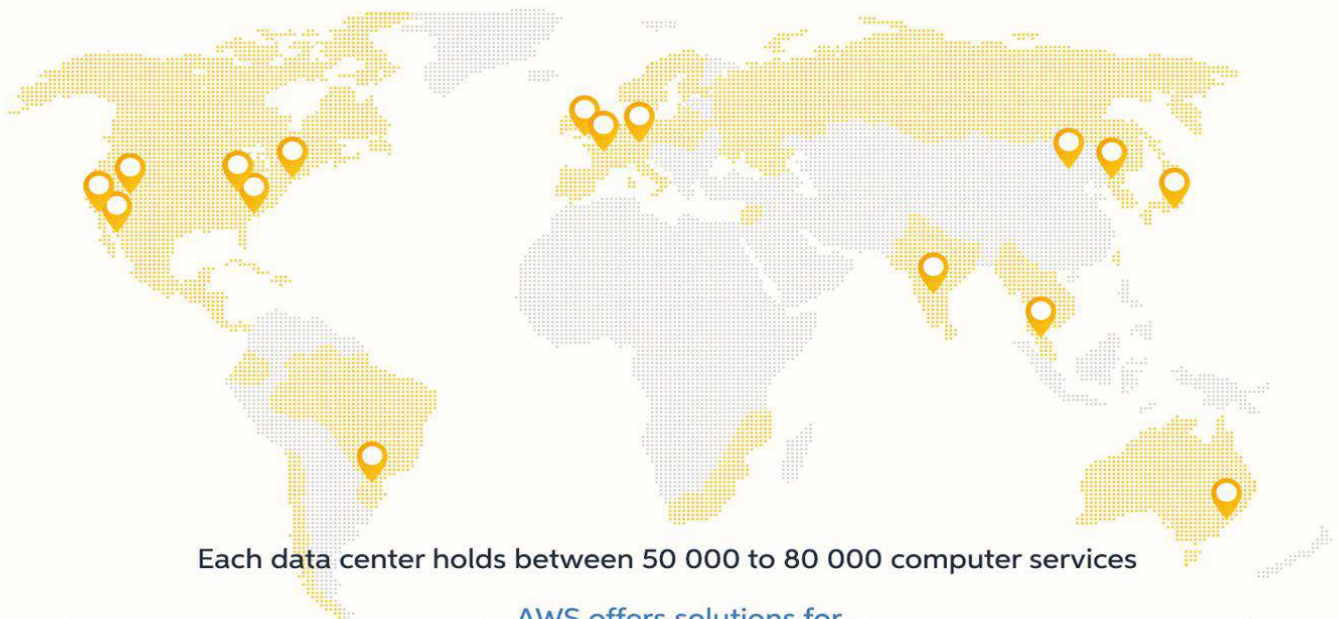 Each data center holds between 50 000 to 80 000 computer services
AWS offers solutions for